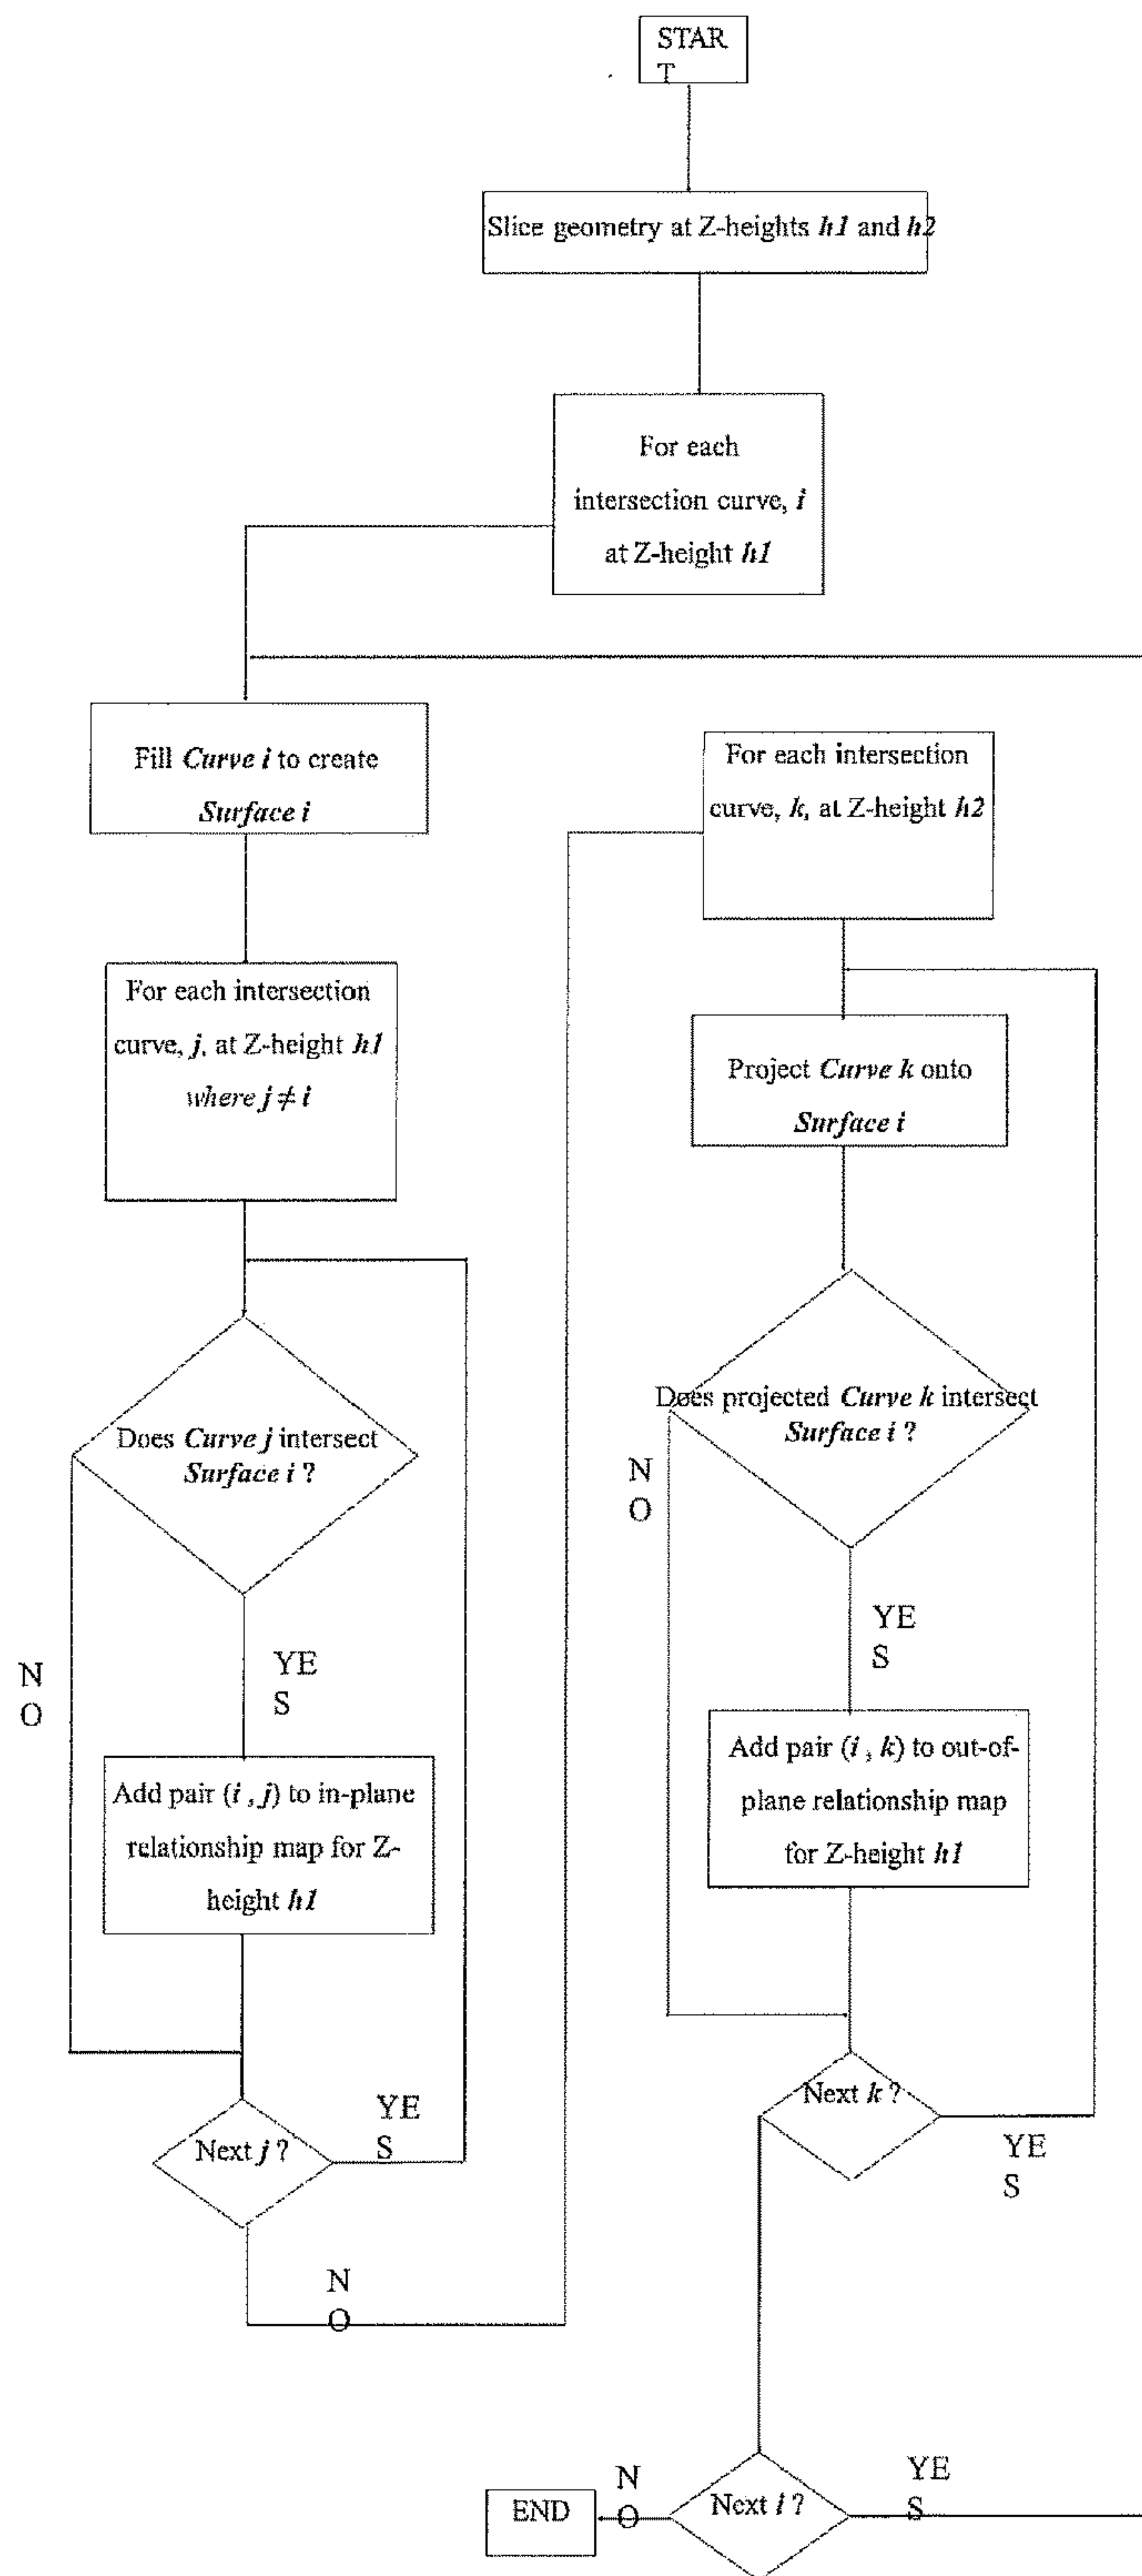 STAR
T
Slice geometry at Z-heights h1 and h2
For each
intersection curve, i
at Z-height h1
Fill Curve i to create
Surface i
For each intersection
curve, j, at Z-height h1
where j ≠ i
Does Curve j intersect
Surface i ?
N
O
YE
S
Add pair (i , j) to in-plane
relationship map for Z-
height h1
Next j ?
YE
S
N
O
For each intersection
curve, k, at Z-height h2
Project Curve k onto
Surface i
Does projected Curve k intersect
Surface i ?
N
O
YE
S
Add pair (i , k) to out-of-
plane relationship map
for Z-height h1
Next k ?
YE
S
Next i ?
YE
S
N
O
END